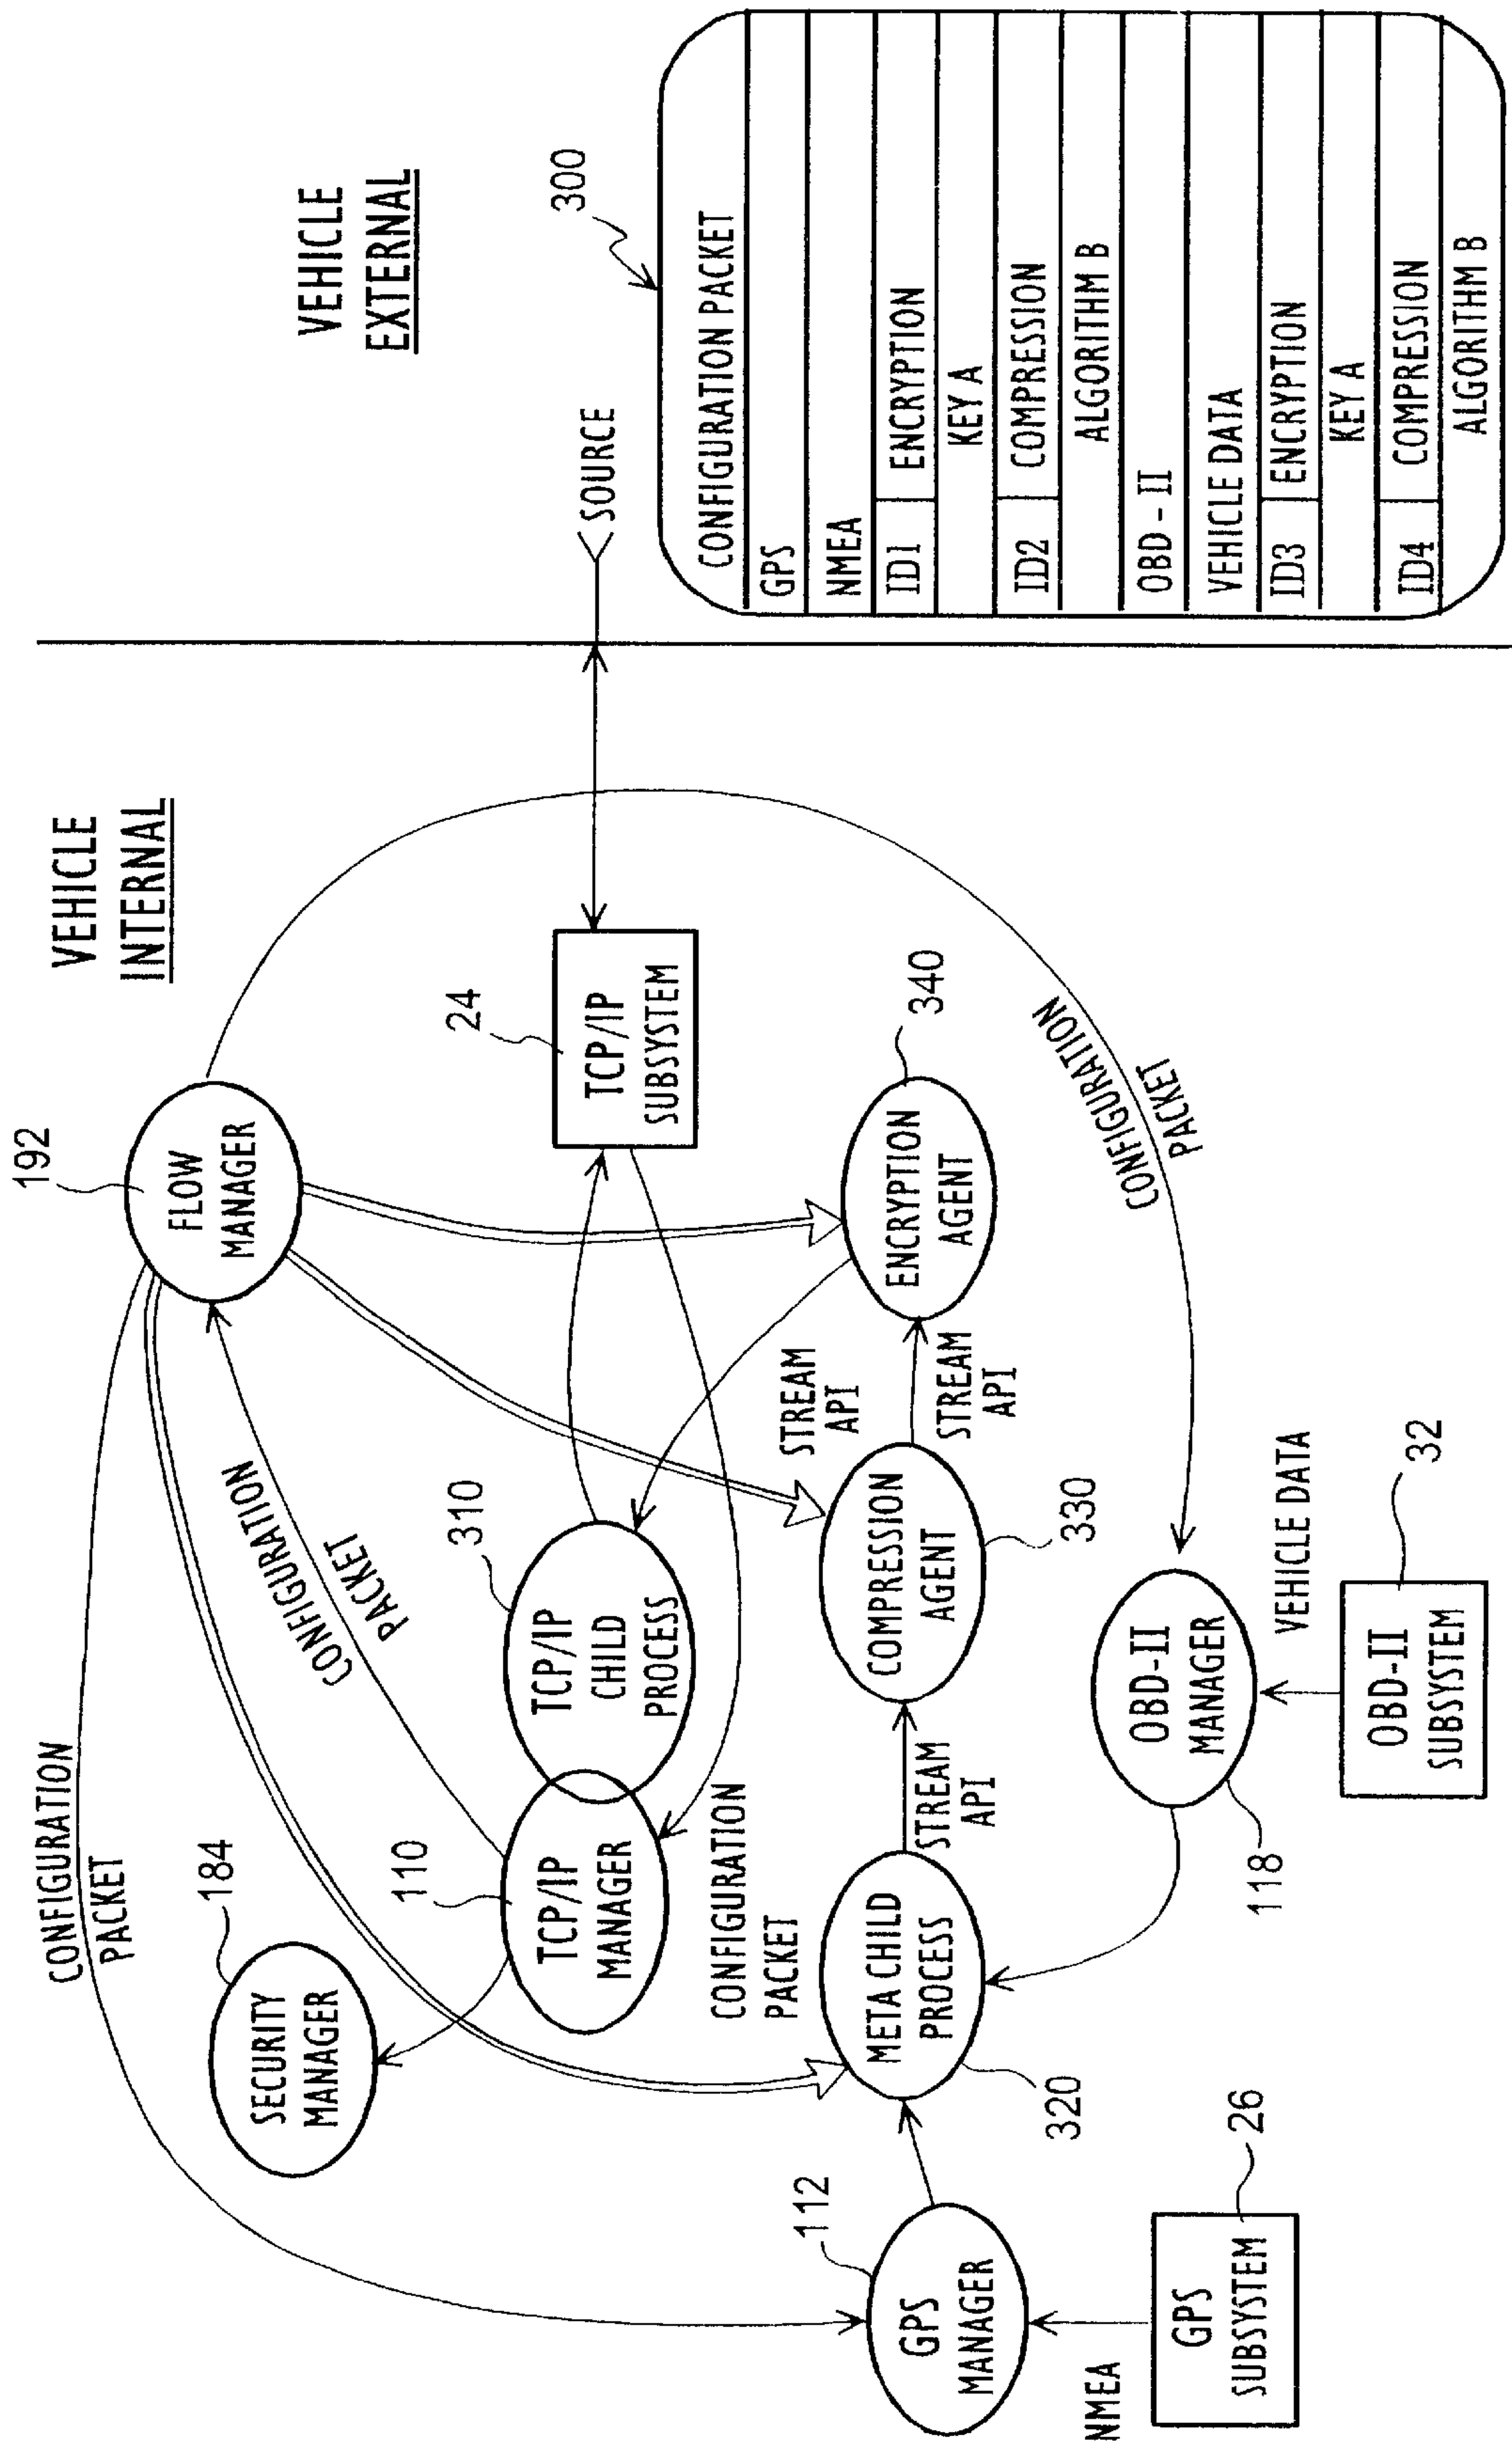 VEHICLE
INTERNAL
VEHICLE
EXTERNAL
192
FLOW
MANAGER
CONFIGURATION
PACKET
184
SECURITY
MANAGER
CONFIGURATION
PACKET
110
TCP/IP
MANAGER
310
TCP/IP
CHILD
PROCESS
24
TCP/IP
SUBSYSTEM
SOURCE
300
CONFIGURATION PACKET
GPS
NMEA
ID1 ENCRYPTION
KEY A
ID2 COMPRESSION
ALGORITHM B
OBD - II
VEHICLE DATA
ID3 ENCRYPTION
KEY A
ID4 COMPRESSION
ALGORITHM B
CONFIGURATION
PACKET
112
GPS
MANAGER
META CHILD
PROCESS
320
STREAM
API
COMPRESSION
AGENT
330
STREAM
API
STREAM
API
ENCRYPTION
AGENT
340
CONFIGURATION
PACKET
NMEA
GPS
SUBSYSTEM
26
OBD-II
MANAGER
118
VEHICLE DATA
OBD-II
SUBSYSTEM
32